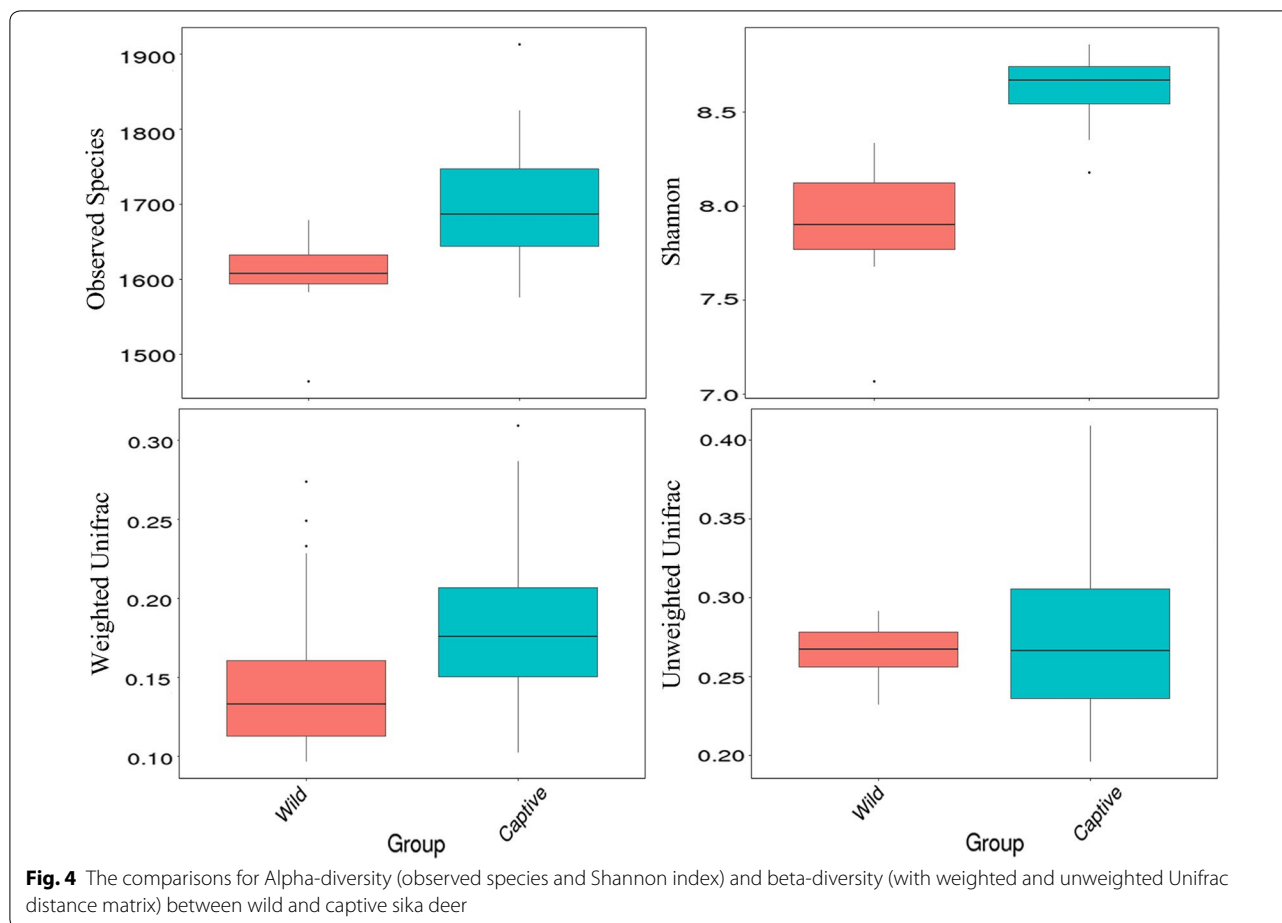 Observed Species
1900
1800
1700
1600
1500
Shannon
8.5
8.0
7.5
7.0
Weighted Unifrac
0.30
0.25
0.20
0.15
0.10
Wild
Captive
Group
Unweighted Unifrac
0.40
0.35
0.30
0.25
0.20
Wild
Captive
Group
Fig. 4 The comparisons for Alpha-diversity (observed species and Shannon index) and beta-diversity (with weighted and unweighted Unifrac
distance matrix) between wild and captive sika deer